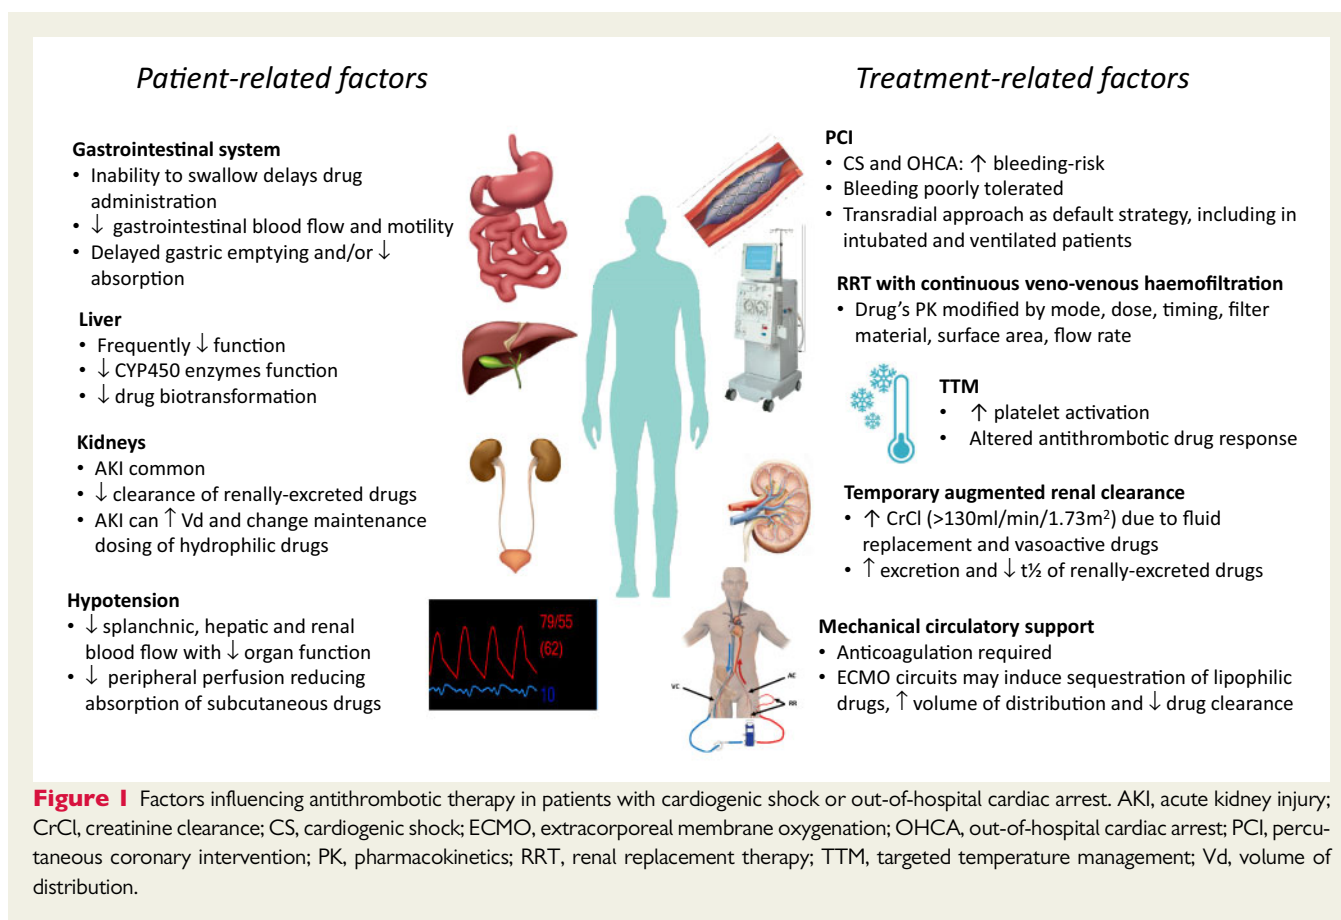 Patient-related factors
Gastrointestinal system
• Inability to swallow delays drug
administration
• ↓ gastrointestinal blood flow and motility
• Delayed gastric emptying and/or ↓
absorption
Liver
• Frequently ↓ function
• ↓ CYP450 enzymes function
• ↓ drug biotransformation
Kidneys
• AKI common
• ↓ clearance of renally-excreted drugs
• AKI can ↑ Vd and change maintenance
dosing of hydrophilic drugs
Hypotension
• ↓ splanchnic, hepatic and renal
blood flow with ↓ organ function
• ↓ peripheral perfusion reducing
absorption of subcutaneous drugs
79/55
(62)
10
Treatment-related factors
PCI
• CS and OHCA: ↑ bleeding-risk
• Bleeding poorly tolerated
• Transradial approach as default strategy, including in
intubated and ventilated patients
RRT with continuous veno-venous haemofiltration
• Drug's PK modified by mode, dose, timing, filter
material, surface area, flow rate
TTM
• ↑ platelet activation
• Altered antithrombotic drug response
Temporary augmented renal clearance
• ↑ CrCl (>130ml/min/1.73m²) due to fluid
replacement and vasoactive drugs
• ↑ excretion and ↓ t½ of renally-excreted drugs
Mechanical circulatory support
• Anticoagulation required
• ECMO circuits may induce sequestration of lipophilic
drugs, ↑ volume of distribution and ↓ drug clearance
VC
AC
RR
Figure 1 Factors influencing antithrombotic therapy in patients with cardiogenic shock or out-of-hospital cardiac arrest. AKI, acute kidney injury;
CrCl, creatinine clearance; CS, cardiogenic shock; ECMO, extracorporeal membrane oxygenation; OHCA, out-of-hospital cardiac arrest; PCI, percu-
taneous coronary intervention; PK, pharmacokinetics; RRT, renal replacement therapy; TTM, targeted temperature management; Vd, volume of
distribution.